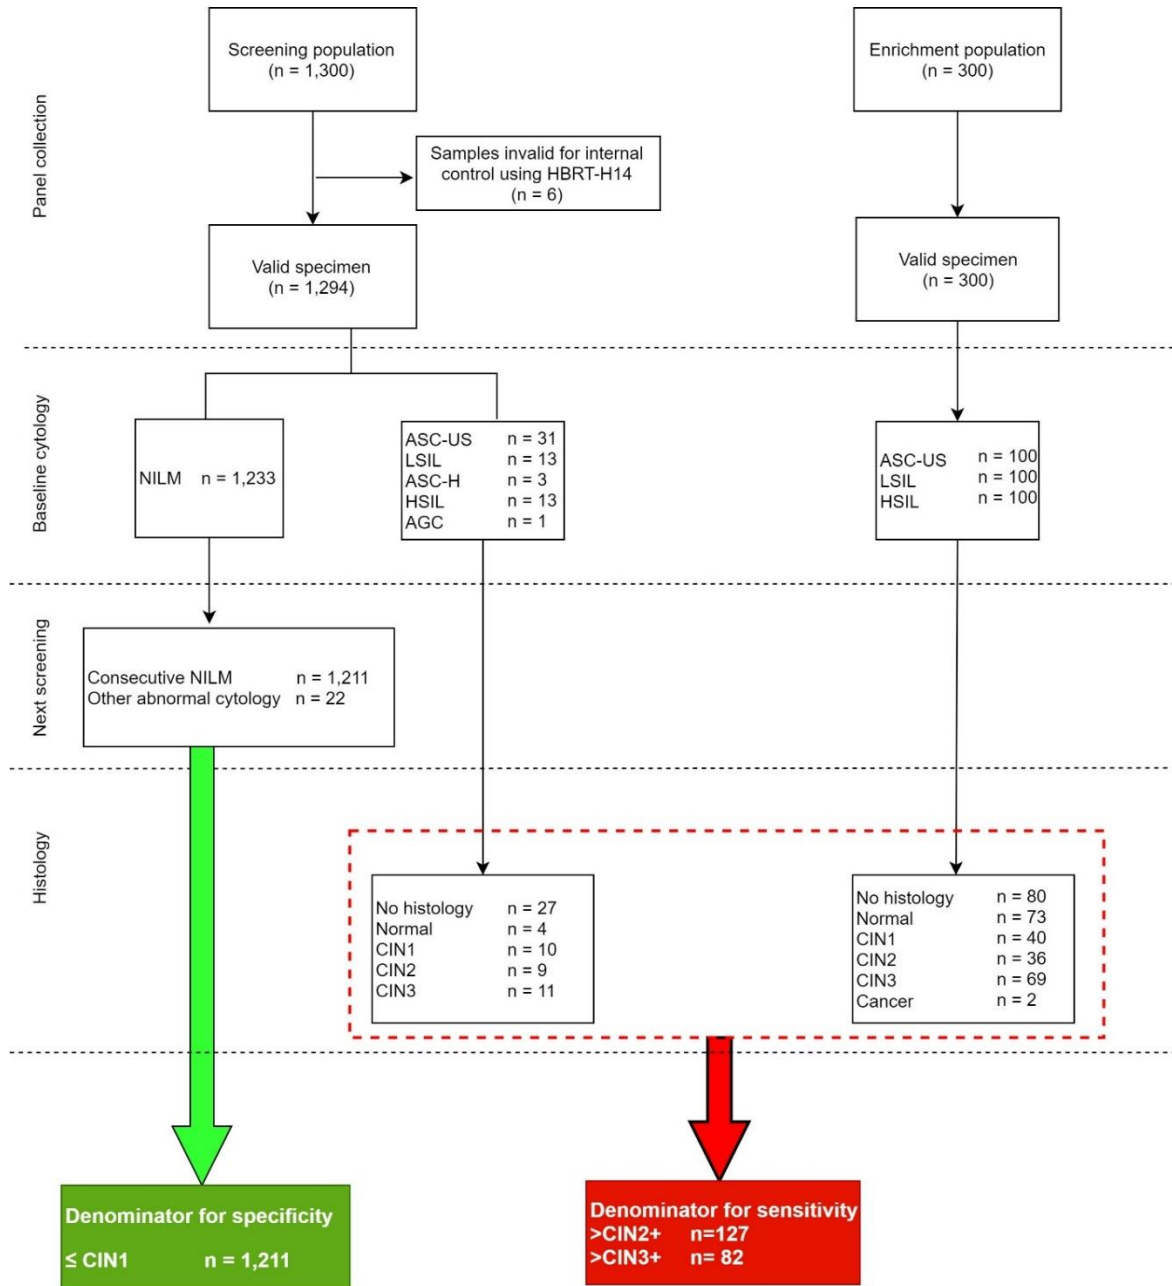 Screening population
(n = 1,300)
Enrichment population
(n = 300)
Panel collection
Samples invalid for internal
control using HBRT-H14
(n = 6)
Valid specimen
(n = 1,294)
Valid specimen
(n = 300)
Baseline cytology
NILM n = 1,233
ASC-US n = 31
LSIL n = 13
ASC-H n = 3
HSIL n = 13
AGC n = 1
ASC-US n = 100
LSIL n = 100
HSIL n = 100
Next screening
Consecutive NILM n = 1,211
Other abnormal cytology n = 22
Histology
No histology n = 27
Normal n = 4
CIN1 n = 10
CIN2 n = 9
CIN3 n = 11
No histology n = 80
Normal n = 73
CIN1 n = 40
CIN2 n = 36
CIN3 n = 69
Cancer n = 2
Denominator for specificity
≤ CIN1 n = 1,211
Denominator for sensitivity
>CIN2+ n=127
>CIN3+ n= 82